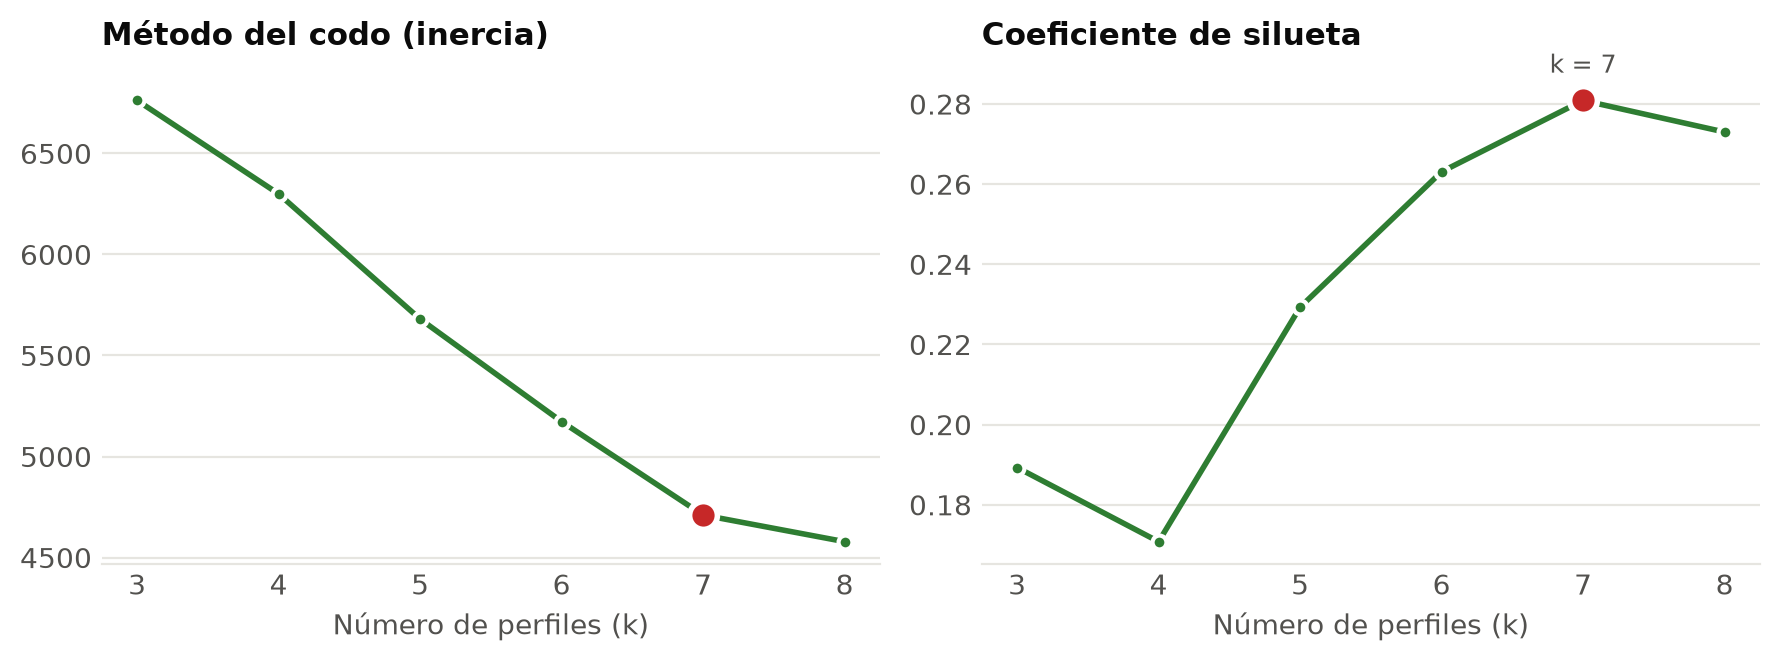 Método del codo (inercia)
6500
6000
5500
5000
4500
3 4 5 6 7 8
Número de perfiles (k)
Coeficiente de silueta
k = 7
0.28
0.26
0.24
0.22
0.20
0.18
3 4 5 6 7 8
Número de perfiles (k)